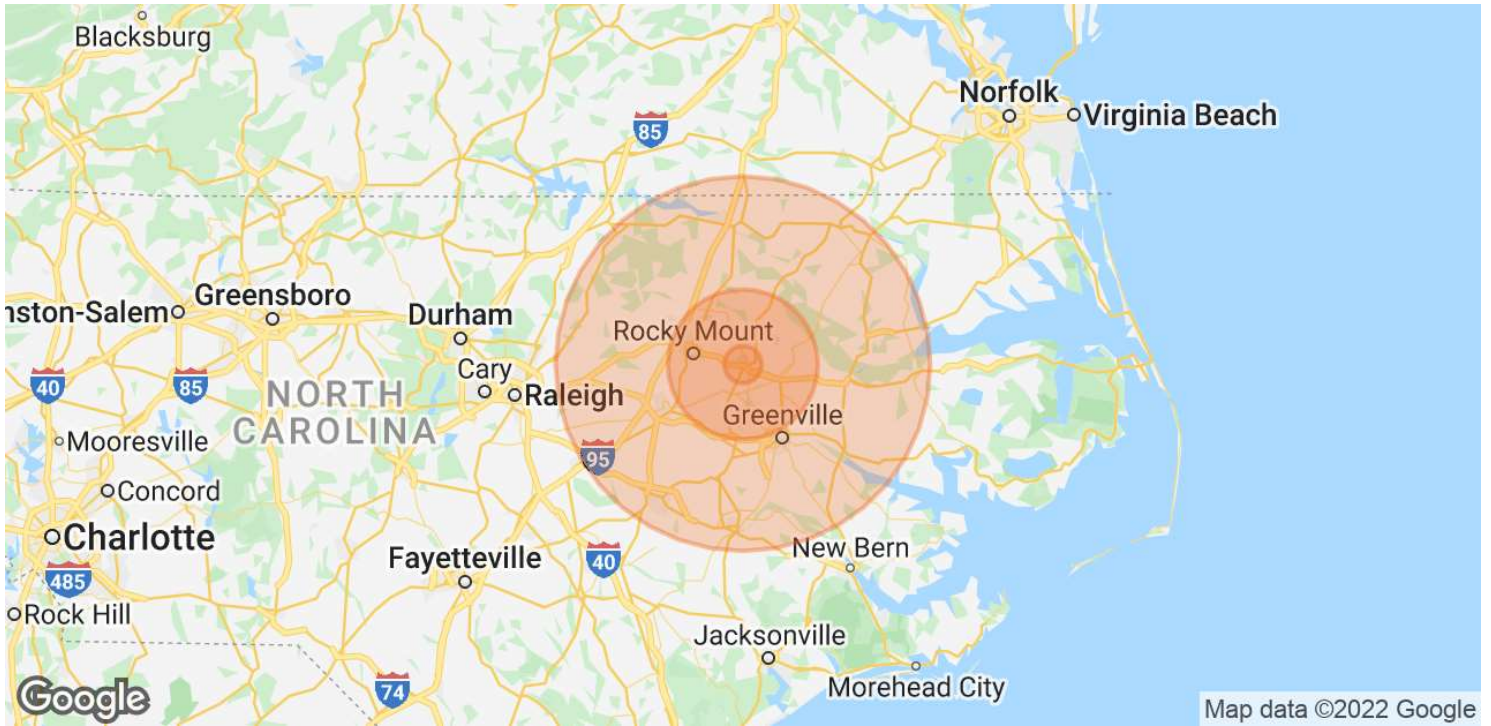 Blacksburg
Norfolk
Virginia Beach
85
Greensboro
nston-Salem
Durham
Rocky Mount
Cary
40
85
NORTH
CAROLINA
Raleigh
Greenville
Mooresville
95
Concord
Charlotte
New Bern
Fayetteville
40
485
Rock Hill
Jacksonville
74
Morehead City
Google
Map data ©2022 Google